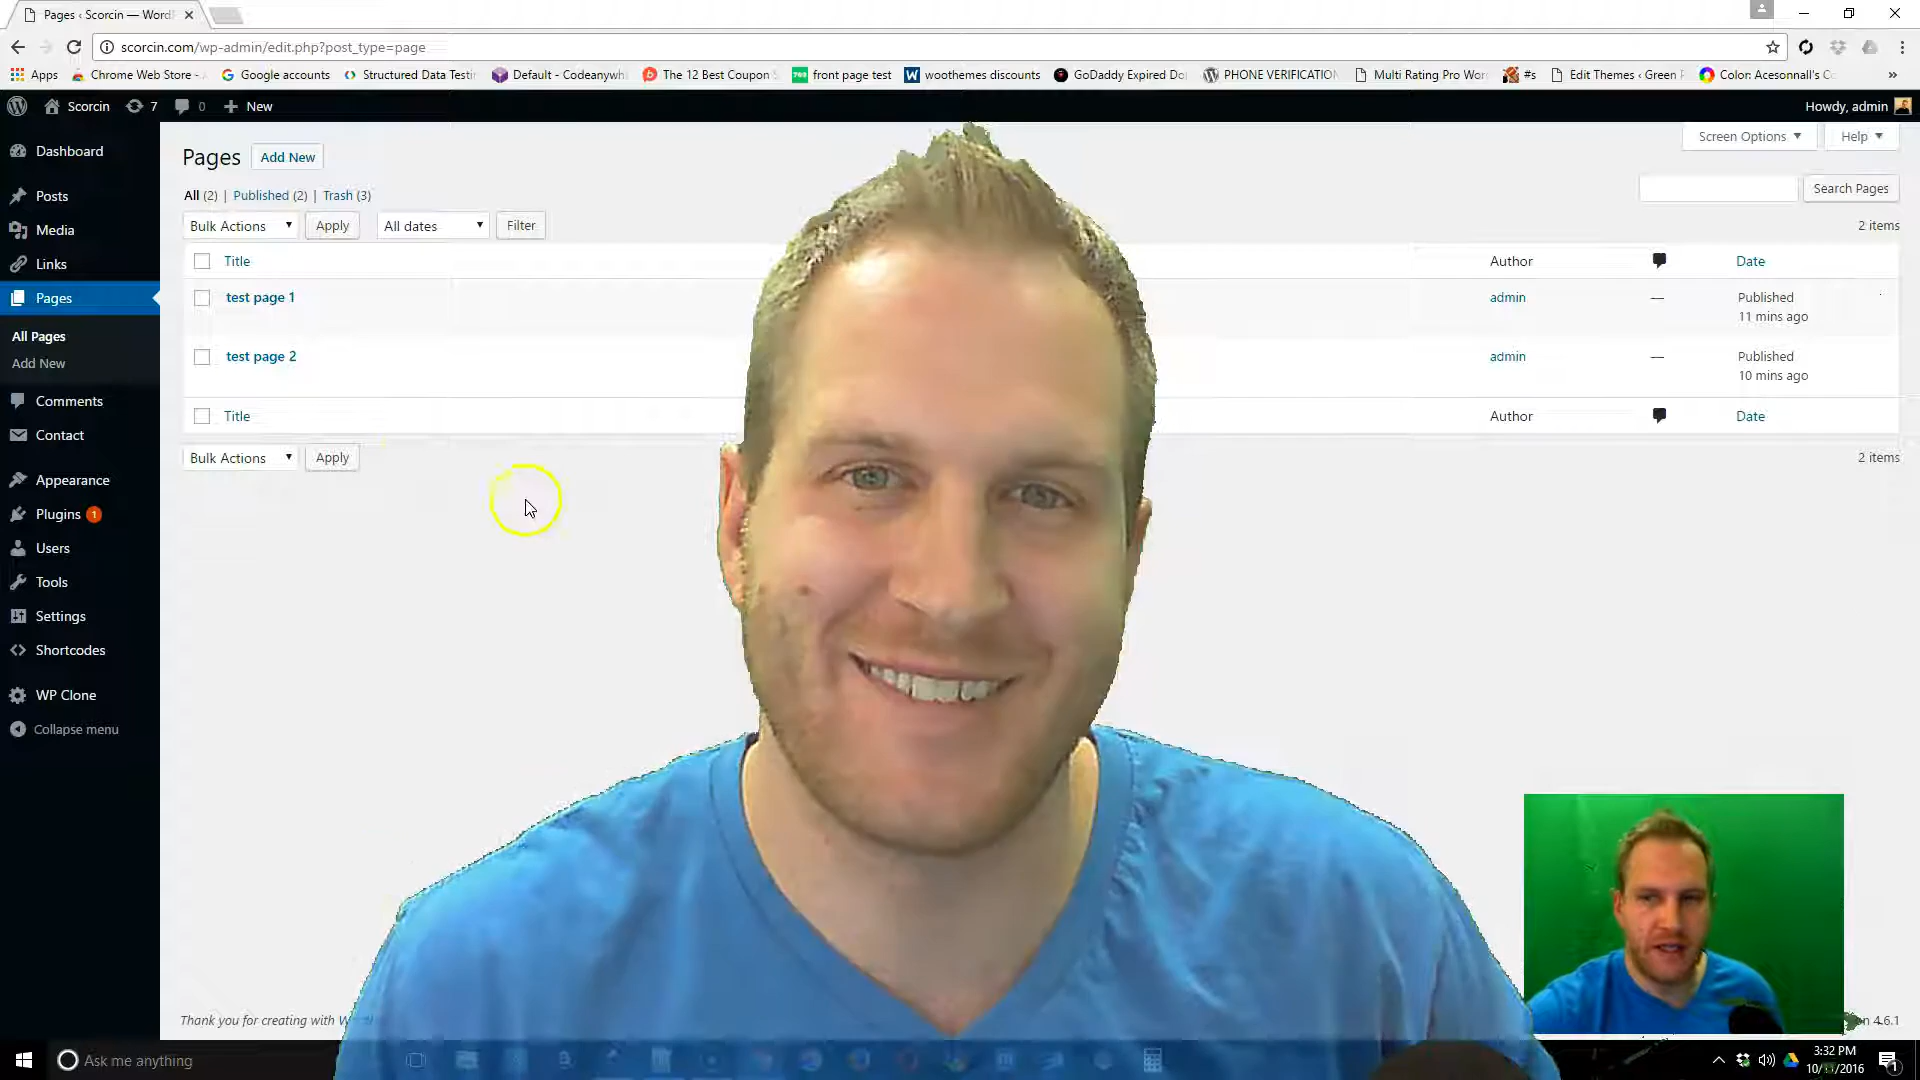 Pages ‹ Scorcin — WordP
scorcin.com/wp-admin/edit.php?post_type=page
Apps Chrome Web Store - Google accounts Structured Data Testin Default - Codeanywh The 12 Best Coupon S front page test woothemes discounts GoDaddy Expired Do PHONE VERIFICATION Multi Rating Pro Wor #s Edit Themes ‹ Green Color: Acesonnall's Co »
Scorcin 7 0 New Howdy, admin
Screen Options Help
Dashboard
Posts
Media
Links
Pages
All Pages
Add New
Comments
Contact
Appearance
Plugins 1
Users
Tools
Settings
Shortcodes
WP Clone
Collapse menu
Pages Add New
All (2) | Published (2) | Trash (3)
Search Pages
Bulk Actions Apply All dates Filter 2 items
Title Author Date
test page 1 admin — Published
11 mins ago
test page 2 admin — Published
10 mins ago
Title Author Date
Bulk Actions Apply 2 items
Thank you for creating with W
4.6.1
Ask me anything
3:32 PM